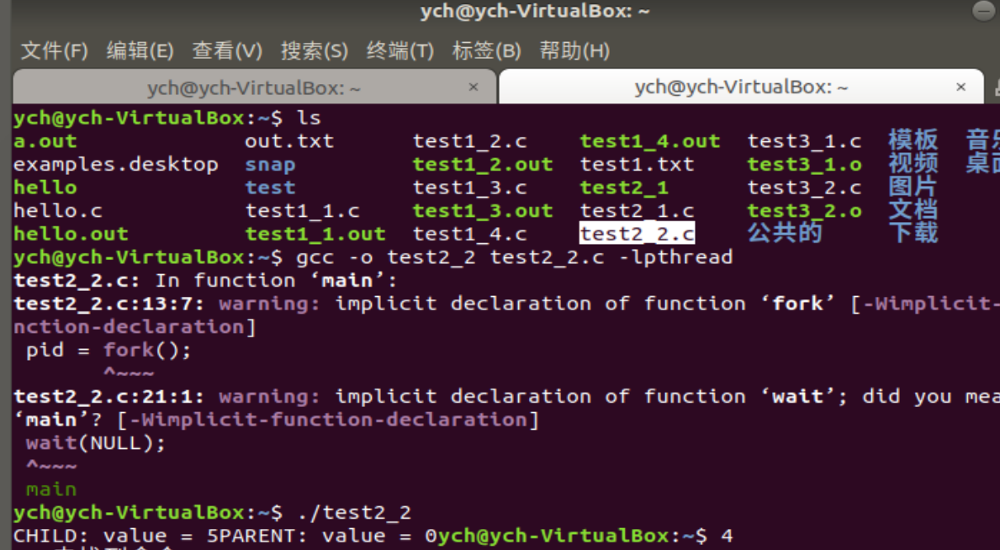 ych@ych-VirtualBox: ~
文件(F) 编辑(E) 查看(V) 搜索(S) 终端(T) 标签(B) 帮助(H)
ych@ych-VirtualBox: ~ × ych@ych-VirtualBox: ~ ×
ych@ych-VirtualBox:~$ ls
a.out out.txt test1_2.c test1_4.out test3_1.c 模板
examples.desktop snap test1_2.out test1.txt test3_1.o 视频
hello test test1_3.c test2_1 test3_2.c 图片
hello.c test1_1.c test1_3.out test2_1.c test3_2.o 文档
hello.out test1_1.out test1_4.c test2_2.c 公共的 下载
ych@ych-VirtualBox:~$ gcc -o test2_2 test2_2.c -lpthread
test2_2.c: In function ‘main’:
test2_2.c:13:7: warning: implicit declaration of function ‘fork’ [-Wimplicit-
nction-declaration]
pid = fork();
^~~~
test2_2.c:21:1: warning: implicit declaration of function ‘wait’; did you mea
‘main’? [-Wimplicit-function-declaration]
wait(NULL);
^~~~
main
ych@ych-VirtualBox:~$ ./test2_2
CHILD: value = 5PARENT: value = 0ych@ych-VirtualBox:~$ 4